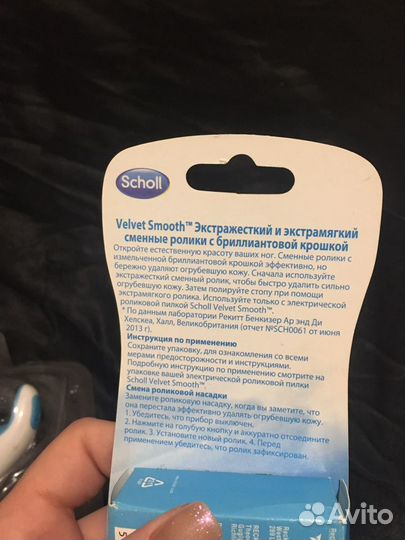 Scholl
Velvet Smooth™ Экстражесткий и экстрамягкий
сменные ролики с бриллиантовой крошкой
Откройте естественную красоту ваших ног. Сменные ролики с
измельченной бриллиантовой крошкой эффективно, но
бережно удаляют огрубевшую кожу. Сначала используйте
экстражесткий сменный ролик, чтобы быстро удалить сильно
огрубевшую кожу. Затем полируйте стопу при помощи
экстрамягкого ролика. Используйте только с электрической
роликовой пилкой Scholl Velvet Smooth™.
* По данным лаборатории Рекитт Бенкизер Ар энд Ди
Хелскеа, Халл, Великобритания (отчет №SCH0061 от июня
2013 г.)
Инструкция по применению
Сохраните упаковку, для ознакомления со всеми
мерами предосторожности и инструкциями.
Подробную инструкцию по применению смотрите на
упаковке вашей электрической роликовой пилки
Scholl Velvet Smooth™.
Смена роликовой насадки
Замените роликовую насадку, когда вы заметите, что
она перестала эффективно удалять огрубевшую кожу.
1. Убедитесь, что прибор выключен.
2. Нажмите на голубую кнопку и аккуратно отсоедините
ролик. 3. Установите новый ролик. 4. Перед
применением убедитесь, что ролик зафиксирован.
Avito